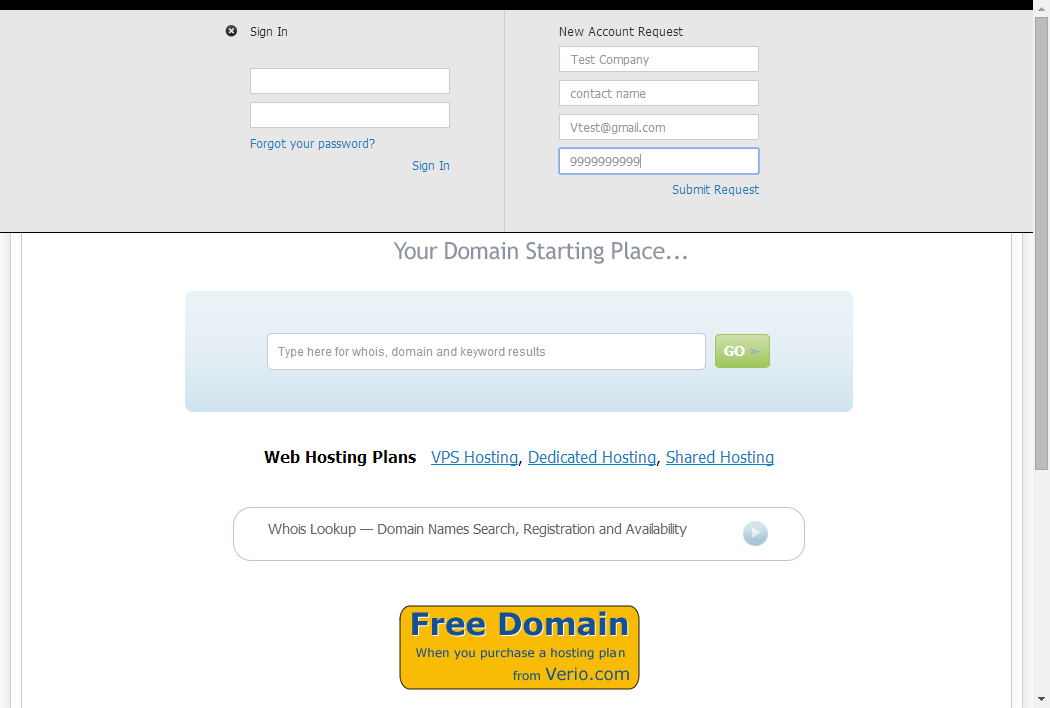 Sign In
Forgot your password?
Sign In
New Account Request
Test Company
contact name
Vtest@gmail.com
9999999999
Submit Request
Your Domain Starting Place...
Type here for whois, domain and keyword results
GO
Web Hosting Plans VPS Hosting, Dedicated Hosting, Shared Hosting
Whois Lookup — Domain Names Search, Registration and Availability
Free Domain
When you purchase a hosting plan
from Verio.com